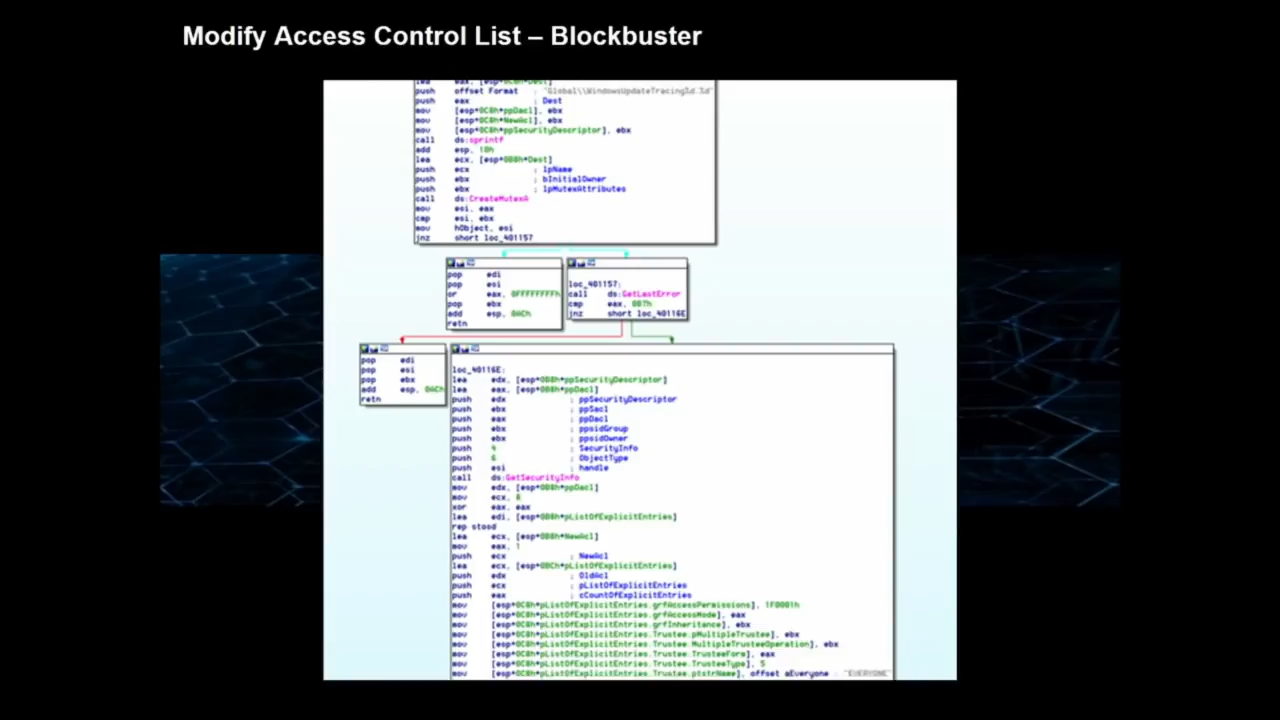 Modify Access Control List – Blockbuster
lea eax, [esp+0C8h+Dest]
push offset Format ; "Global\\WindowsUpdateTracing%d.%d"
push eax ; Dest
mov [esp+0C8h+ppDacl], ebx
mov [esp+0C8h+NewAcl], ebx
mov [esp+0C8h+ppSecurityDescriptor], ebx
call ds:sprintf
add esp, 10h
lea ecx, [esp+0B8h+Dest]
push ecx ; lpName
push ebx ; bInitialOwner
push ebx ; lpMutexAttributes
call ds:CreateMutexA
mov esi, eax
cmp esi, ebx
mov hObject, esi
jnz short loc_401157
pop edi
pop esi
or eax, 0FFFFFFFFh
pop ebx
add esp, 0ACh
retn
loc_401157:
call ds:GetLastError
cmp eax, 0B7h
jnz short loc_40116E
pop edi
pop esi
pop ebx
add esp, 0ACh
retn
loc_40116E:
lea edx, [esp+0B8h+ppSecurityDescriptor]
lea eax, [esp+0B8h+ppDacl]
push edx ; ppSecurityDescriptor
push ebx ; ppSacl
push eax ; ppDacl
push ebx ; ppsidGroup
push ebx ; ppsidOwner
push 4 ; SecurityInfo
push 6 ; ObjectType
push esi ; handle
call ds:GetSecurityInfo
mov edx, [esp+0B8h+ppDacl]
mov ecx, 8
xor eax, eax
lea edi, [esp+0B8h+pListOfExplicitEntries]
rep stosd
lea ecx, [esp+0B8h+NewAcl]
mov eax, 1
push ecx ; NewAcl
lea ecx, [esp+0BCh+pListOfExplicitEntries]
push edx ; OldAcl
push ecx ; pListOfExplicitEntries
push eax ; cCountOfExplicitEntries
mov [esp+0C8h+pListOfExplicitEntries.grfAccessPermissions], 1F0001h
mov [esp+0C8h+pListOfExplicitEntries.grfAccessMode], eax
mov [esp+0C8h+pListOfExplicitEntries.grfInheritance], ebx
mov [esp+0C8h+pListOfExplicitEntries.Trustee.pMultipleTrustee], ebx
mov [esp+0C8h+pListOfExplicitEntries.Trustee.MultipleTrusteeOperation], ebx
mov [esp+0C8h+pListOfExplicitEntries.Trustee.TrusteeForm], eax
mov [esp+0C8h+pListOfExplicitEntries.Trustee.TrusteeType], 5
mov [esp+0C8h+pListOfExplicitEntries.Trustee.ptstrName], offset aEveryone ; "EVERYONE"